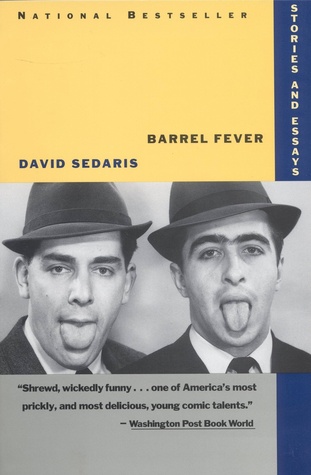 NATIONAL BESTSELLER
STORIES AND ESSAYS
BARREL FEVER
DAVID SEDARIS
“Shrewd, wickedly funny . . . one of America’s most
prickly, and most delicious, young comic talents.”
– Washington Post Book World